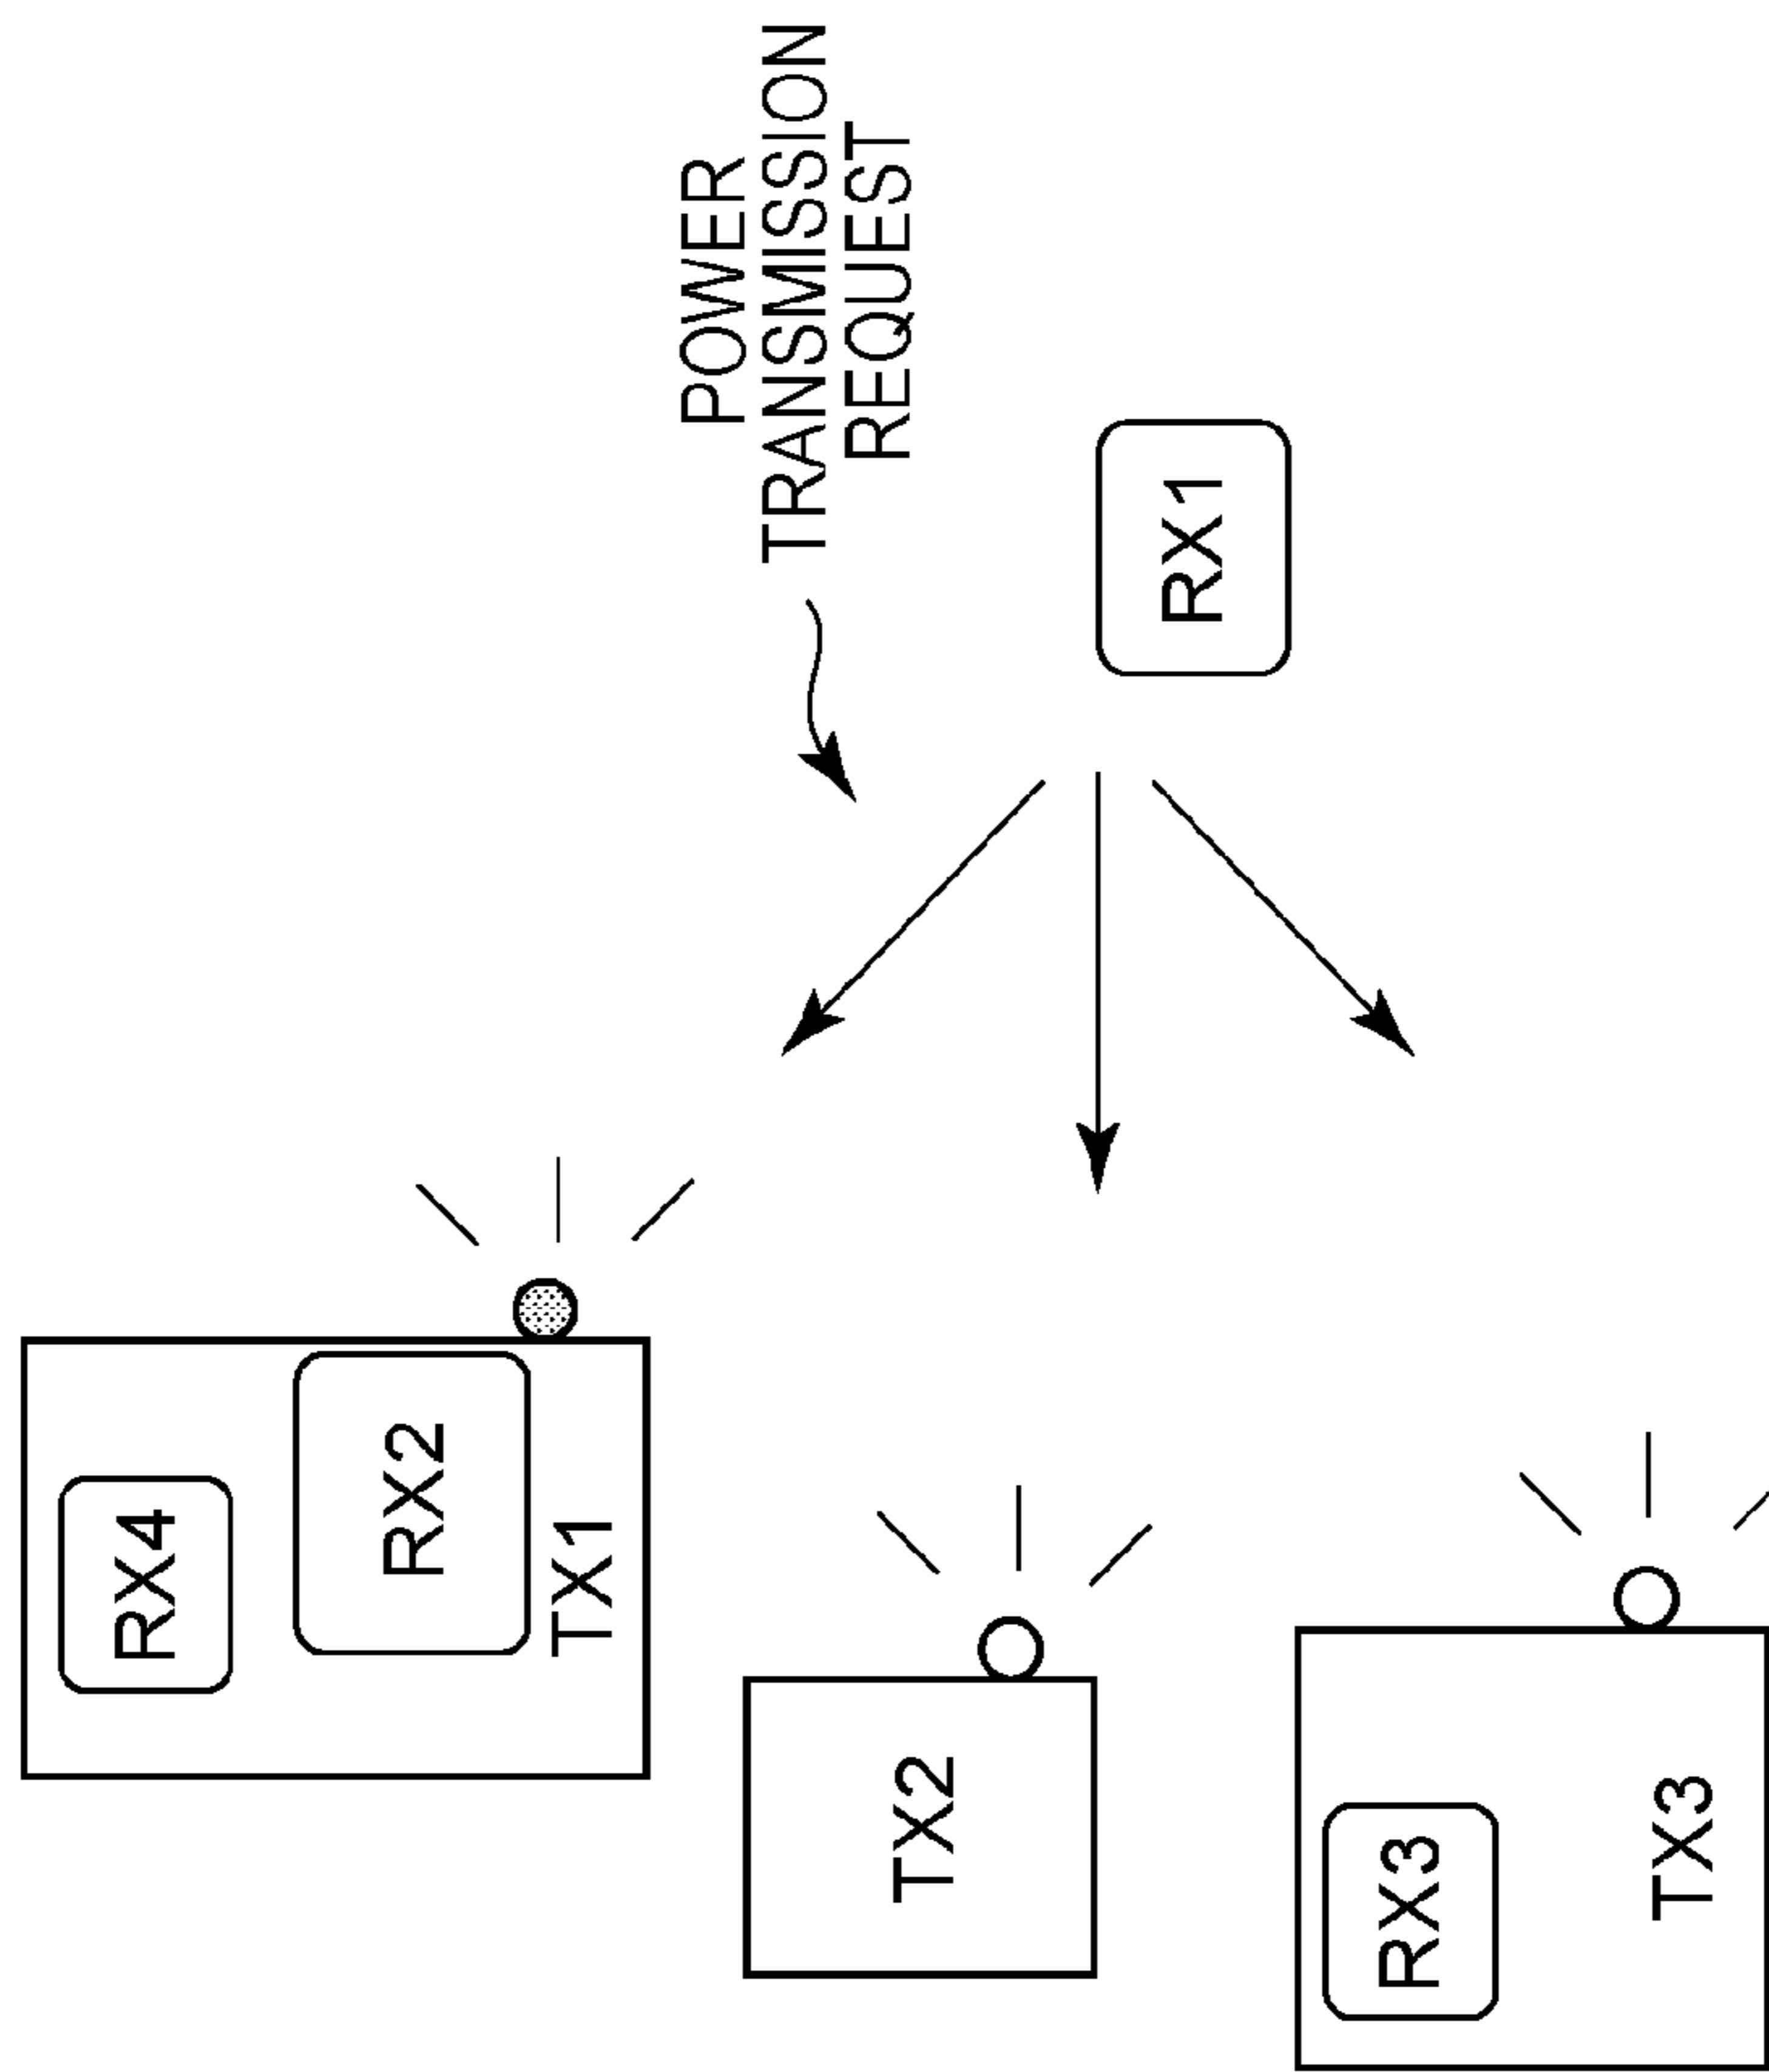 POWER
TRANSMISSION
REQUEST
RX1
RX4
RX2
TX1
TX2
RX3
TX3